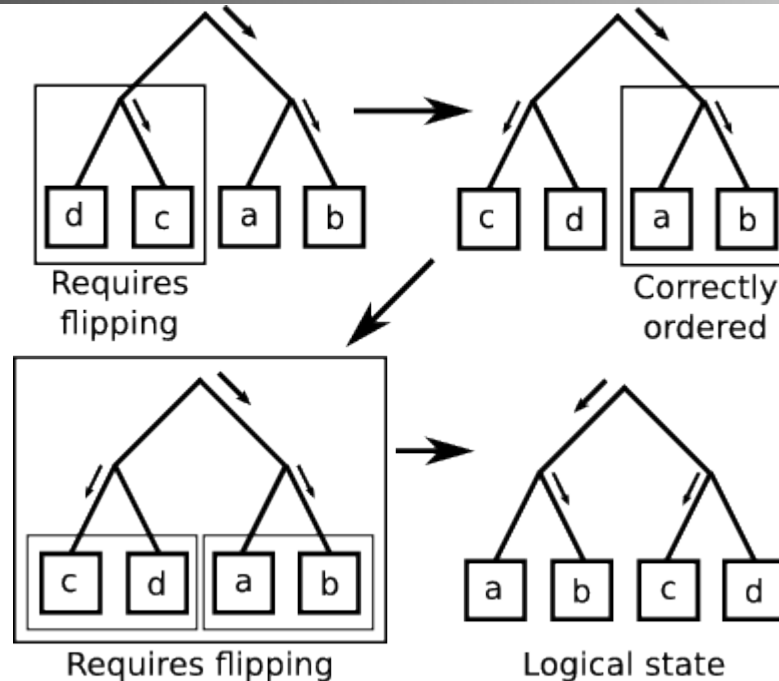 d c a b
c d a b
Requires
flipping
Correctly
ordered
c d a b
a b c d
Requires flipping
Logical state